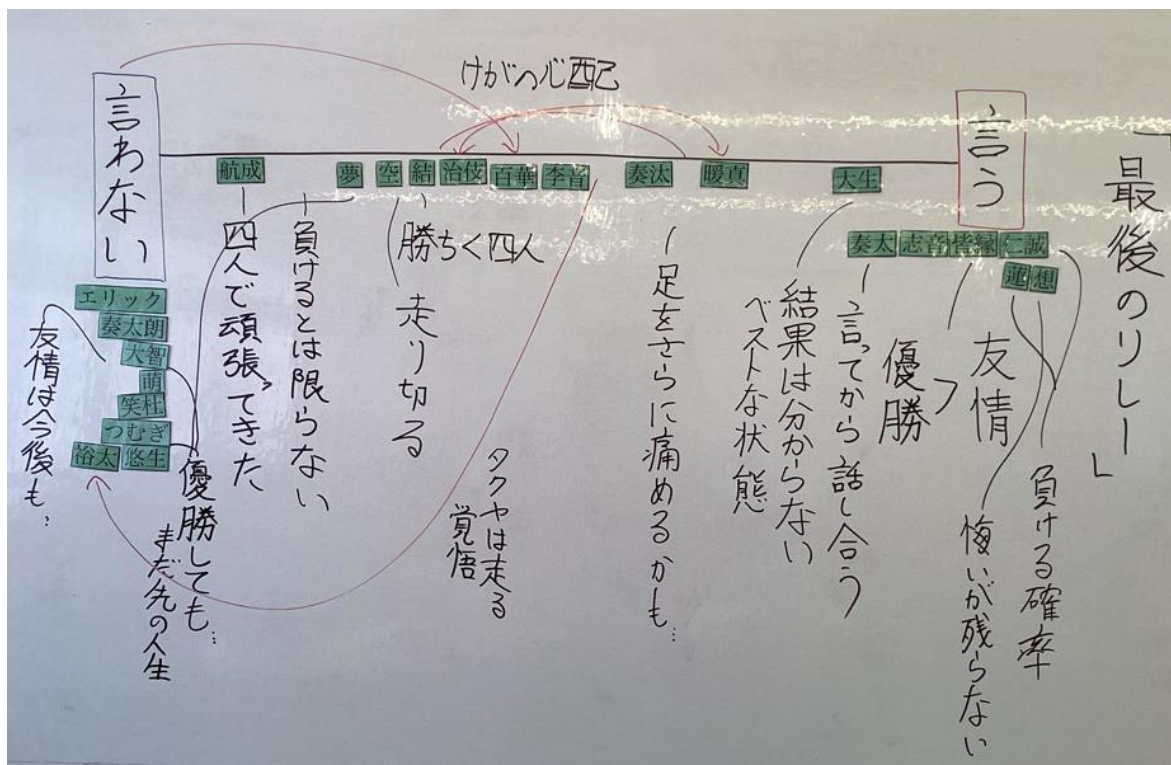 「最後のリレー」
言う
奏太 志音 皆縁 仁誠
蓮 想
負ける確率
悔いが残らない
友情
優勝
言ってから話し合う
大生
結果は分からない
ベストな状態
暖真
奏汰
足をさらに痛めるかも…
けがの心配
李音
百華
治伎
結
空
夢
航成
タクヤは走る
覚悟
勝ちく四人
走り切る
負けるとは限らない
四人で頑張ってきた
言わない
エリック
奏太朗
大智
萌
笑杜
つむぎ
裕太 悠生
優勝しても…
まだ先の人生
友情は今後も…